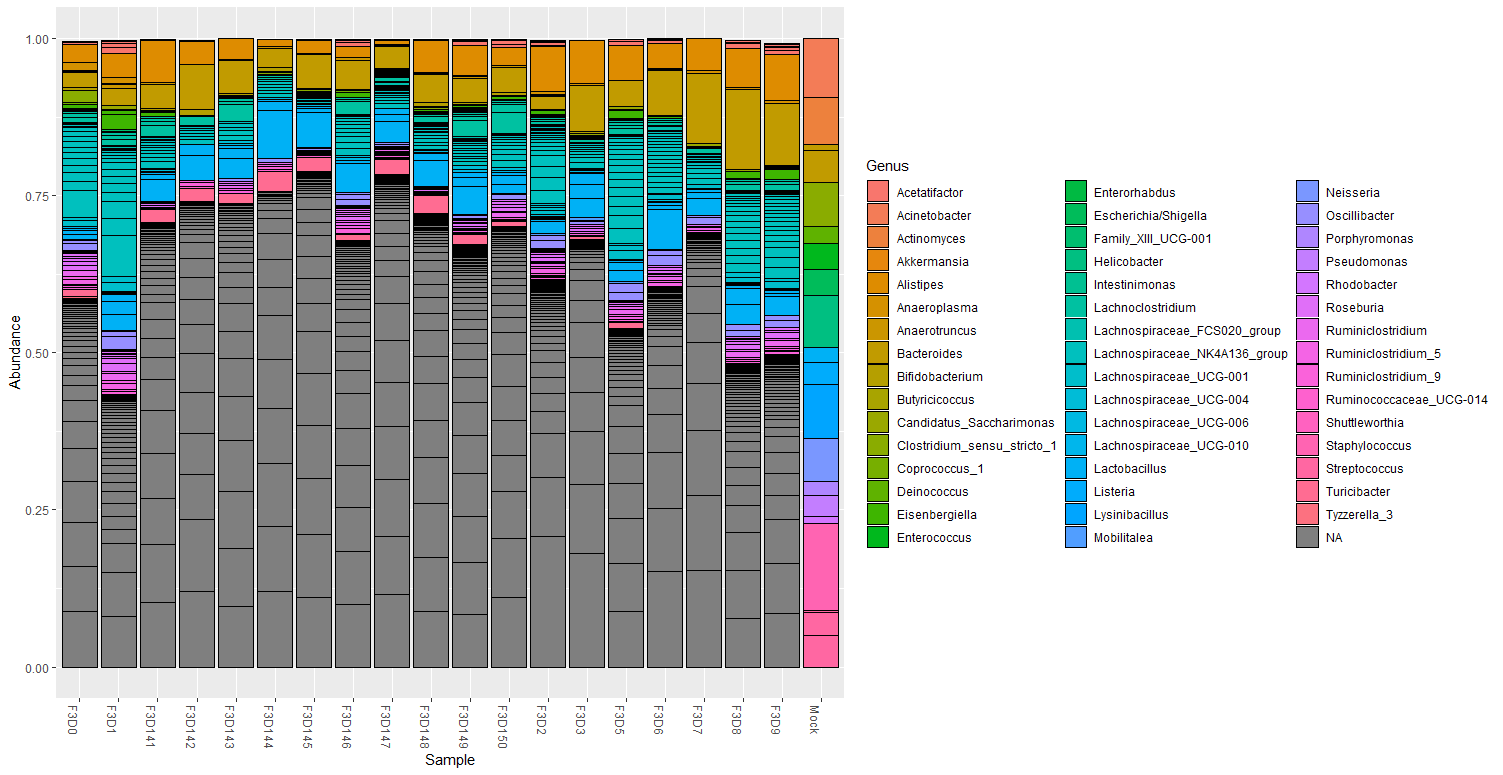 1.00
0.75
0.50
0.25
0.00
Abundance
F3D0
F3D1
F3D141
F3D142
F3D143
F3D144
F3D145
F3D146
F3D147
F3D148
F3D149
F3D150
F3D2
F3D3
F3D5
F3D6
F3D7
F3D8
F3D9
Mock
Sample
Genus
Acetatifactor
Acinetobacter
Actinomyces
Akkermansia
Alistipes
Anaeroplasma
Anaerotruncus
Bacteroides
Bifidobacterium
Butyricicoccus
Candidatus_Saccharimonas
Clostridium_sensu_stricto_1
Coprococcus_1
Deinococcus
Eisenbergiella
Enterococcus
Enterorhabdus
Escherichia/Shigella
Family_XIII_UCG-001
Helicobacter
Intestinimonas
Lachnoclostridium
Lachnospiraceae_FCS020_group
Lachnospiraceae_NK4A136_group
Lachnospiraceae_UCG-001
Lachnospiraceae_UCG-004
Lachnospiraceae_UCG-006
Lachnospiraceae_UCG-010
Lactobacillus
Listeria
Lysinibacillus
Mobilitalea
Neisseria
Oscillibacter
Porphyromonas
Pseudomonas
Rhodobacter
Roseburia
Ruminiclostridium
Ruminiclostridium_5
Ruminiclostridium_9
Ruminococcaceae_UCG-014
Shuttleworthia
Staphylococcus
Streptococcus
Turicibacter
Tyzzerella_3
NA